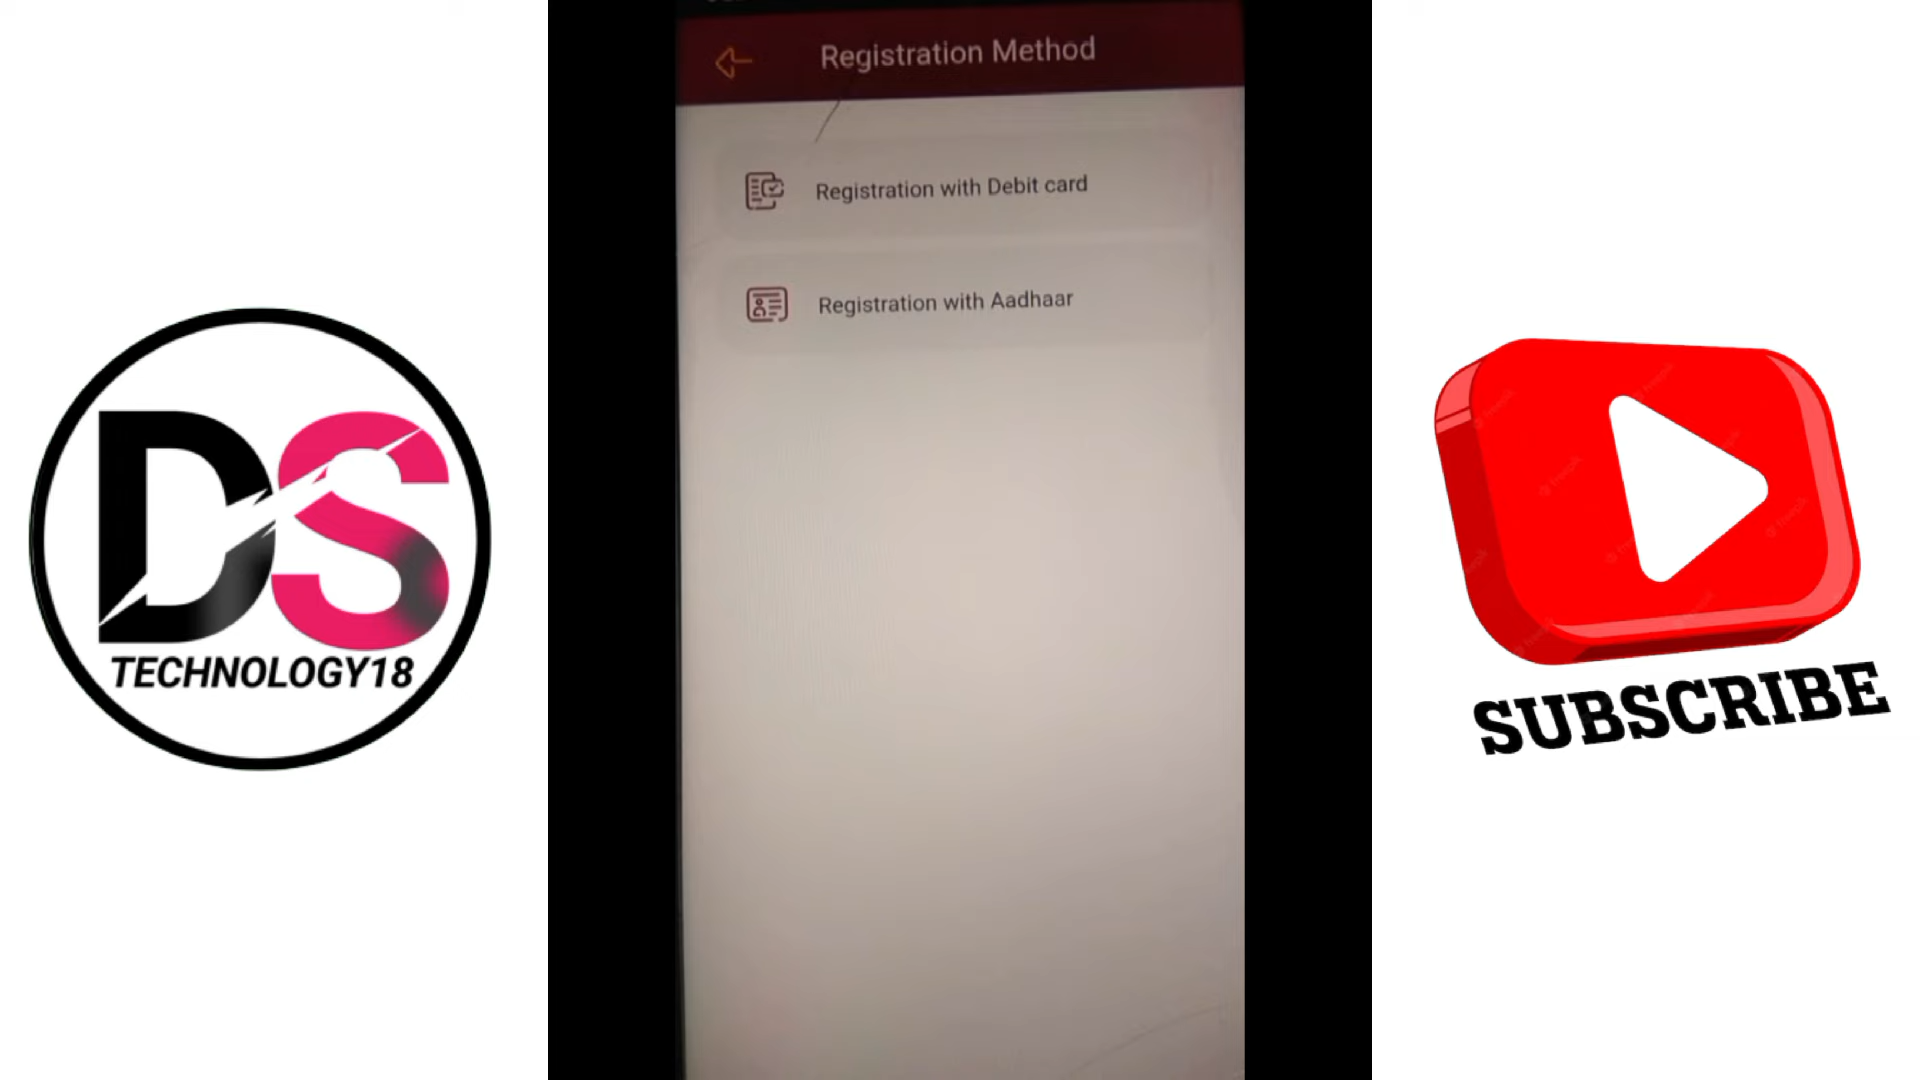 Registration Method
Registration with Debit card
Registration with Aadhaar
DS
TECHNOLOGY18
SUBSCRIBE